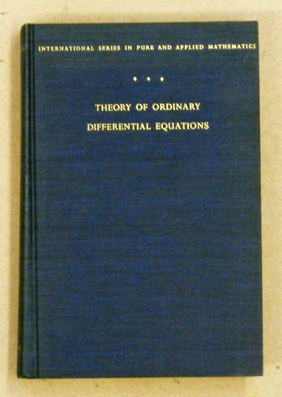 INTERNATIONAL SERIES IN PURE AND APPLIED MATHEMATICS
THEORY OF ORDINARY
DIFFERENTIAL EQUATIONS